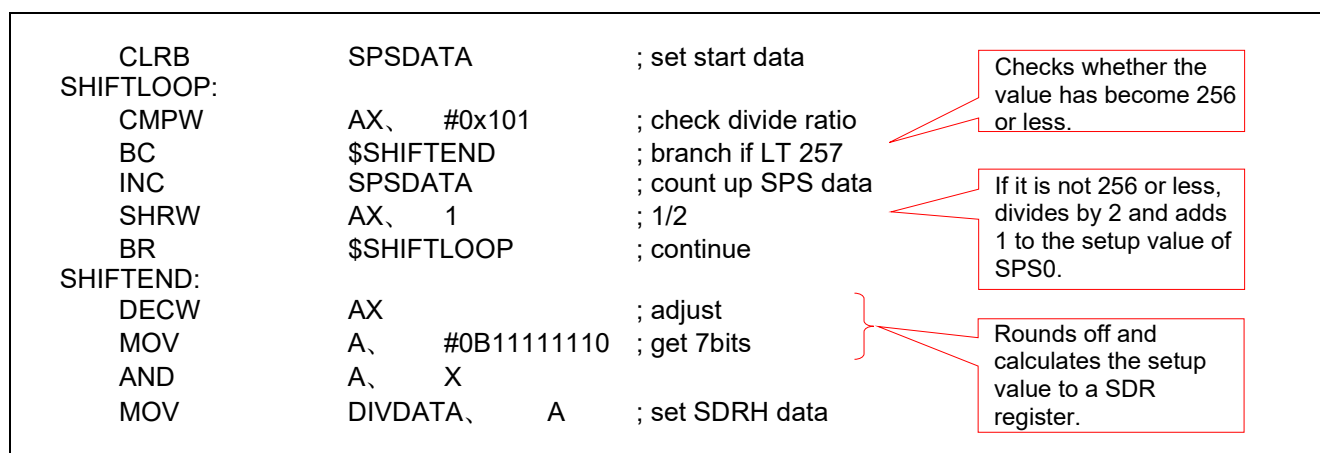 CLRB SPSDATA ; set start data
SHIFTLOOP:
CMPW AX、 #0x101 ; check divide ratio
BC $SHIFTEND ; branch if LT 257
INC SPSDATA ; count up SPS data
SHRW AX、 1 ; 1/2
BR $SHIFTLOOP ; continue
SHIFTEND:
DECW AX ; adjust
MOV A、 #0B11111110 ; get 7bits
AND A、 X
MOV DIVDATA、 A ; set SDRH data
Checks whether the
value has become 256
or less.
If it is not 256 or less,
divides by 2 and adds
1 to the setup value of
SPS0.
Rounds off and
calculates the setup
value to a SDR
register.